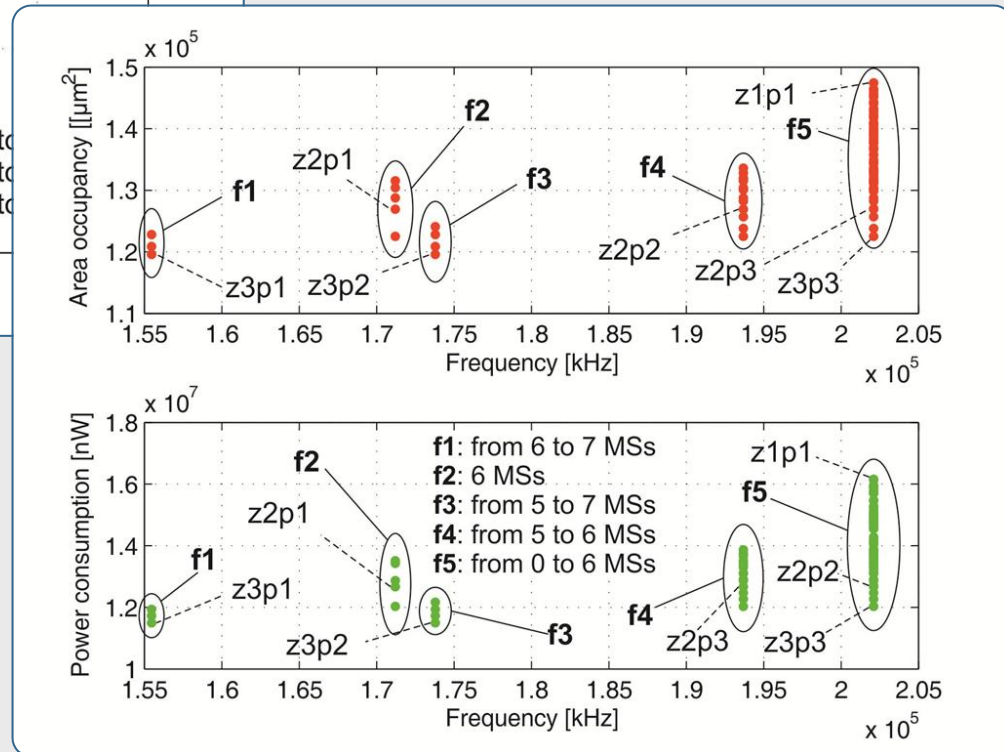 to
to
to
x 10^5
Area occupancy [[μm^2]
1.5
1.4
1.3
1.2
1.1
z1p1
f5
f2
z2p1
f3
f4
f1
z2p2
z2p3
z3p1
z3p2
z3p3
1.55 1.6 1.65 1.7 1.75 1.8 1.85 1.9 1.95 2 2.05
Frequency [kHz]
x 10^5
x 10^7
Power consumption [nW]
1.8
1.6
1.4
1.2
1
f1: from 6 to 7 MSs
f2: 6 MSs
f3: from 5 to 7 MSs
f4: from 5 to 6 MSs
f5: from 0 to 6 MSs
z1p1
f2
f5
z2p1
f1
z2p2
z3p1
f4
z3p2
f3
z2p3
z3p3
1.55 1.6 1.65 1.7 1.75 1.8 1.85 1.9 1.95 2 2.05
Frequency [kHz]
x 10^5